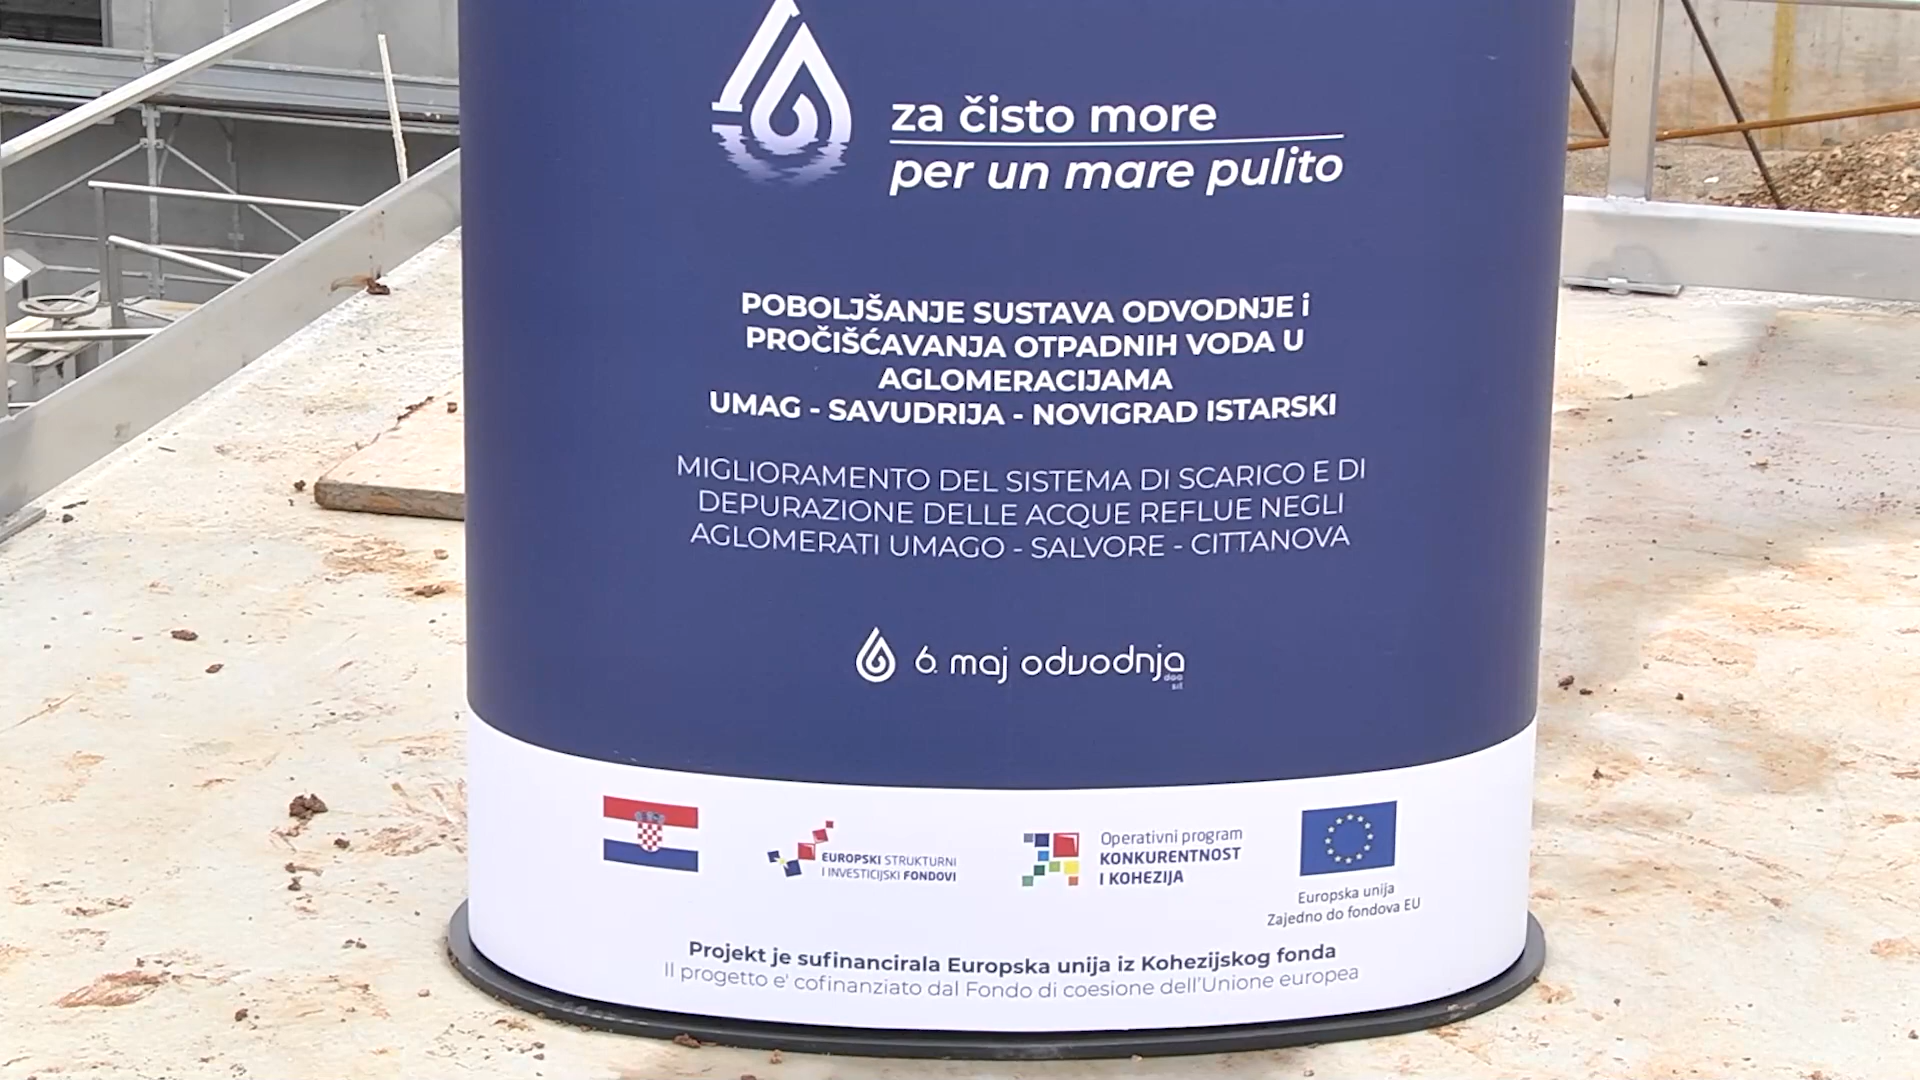 za čisto more
per un mare pulito
POBOLJŠANJE SUSTAVA ODVODNJE i
PROČIŠĆAVANJA OTPADNIH VODA U
AGLOMERACIJAMA
UMAG - SAVUDRIJA - NOVIGRAD ISTARSKI
MIGLIORAMENTO DEL SISTEMA DI SCARICO E DI
DEPURAZIONE DELLE ACQUE REFLUE NEGLI
AGLOMERATI UMAGO - SALVORE - CITTANOVA
6. maj odvodnja
doo
srl
EUROPSKI STRUKTURNI
I INVESTICIJSKI FONDOVI
Operativni program
KONKURENTNOST
I KOHEZIJA
Europska unija
Zajedno do fondova EU
Projekt je sufinancirala Europska unija iz Kohezijskog fonda
Il progetto e' cofinanziato dal Fondo di coesione dell'Unione europea